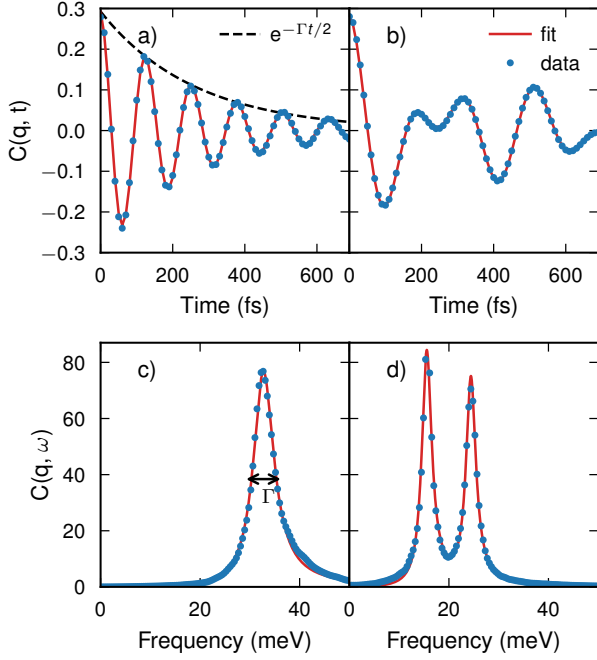 0.3
0.2
0.1
0.0
−0.1
−0.2
−0.3
C(q, t)
a)
e^{−Γt/2}
b)
fit
data
0 200 400 600
0 200 400 600
Time (fs)
Time (fs)
80
60
40
20
0
C(q, ω)
c)
Γ
d)
0 20 40
0 20 40
Frequency (meV)
Frequency (meV)